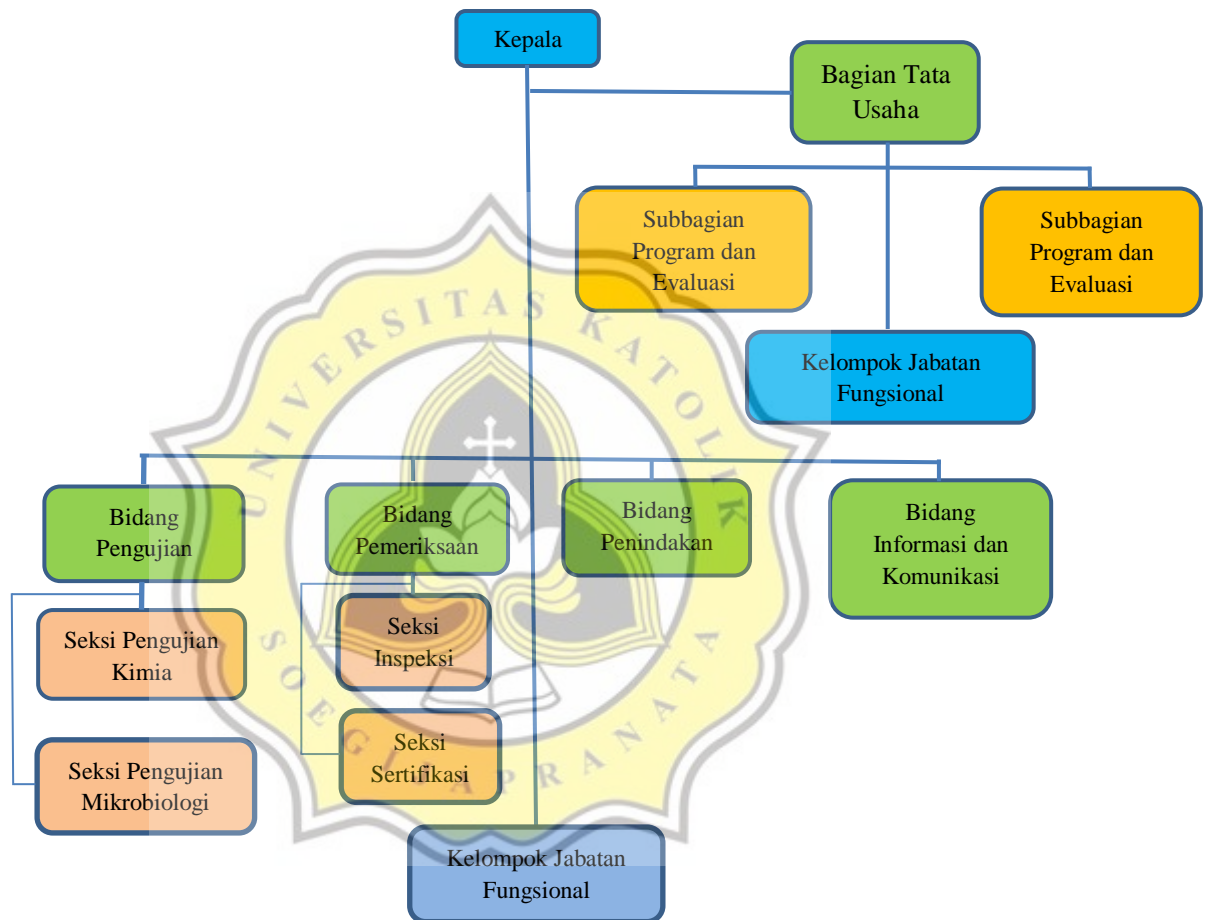 Kepala
Bagian Tata
Usaha
Subbagian
Program dan
Evaluasi
Subbagian
Program dan
Evaluasi
Kelompok Jabatan
Fungsional
Bidang
Pengujian
Bidang
Pemeriksaan
Bidang
Penindakan
Bidang
Informasi dan
Komunikasi
Seksi Pengujian
Kimia
Seksi
Inspeksi
Seksi Pengujian
Mikrobiologi
Seksi
Sertifikasi
Kelompok Jabatan
Fungsional
UNIVERSITAS KATOLIK
SOEGIJAPRANATA